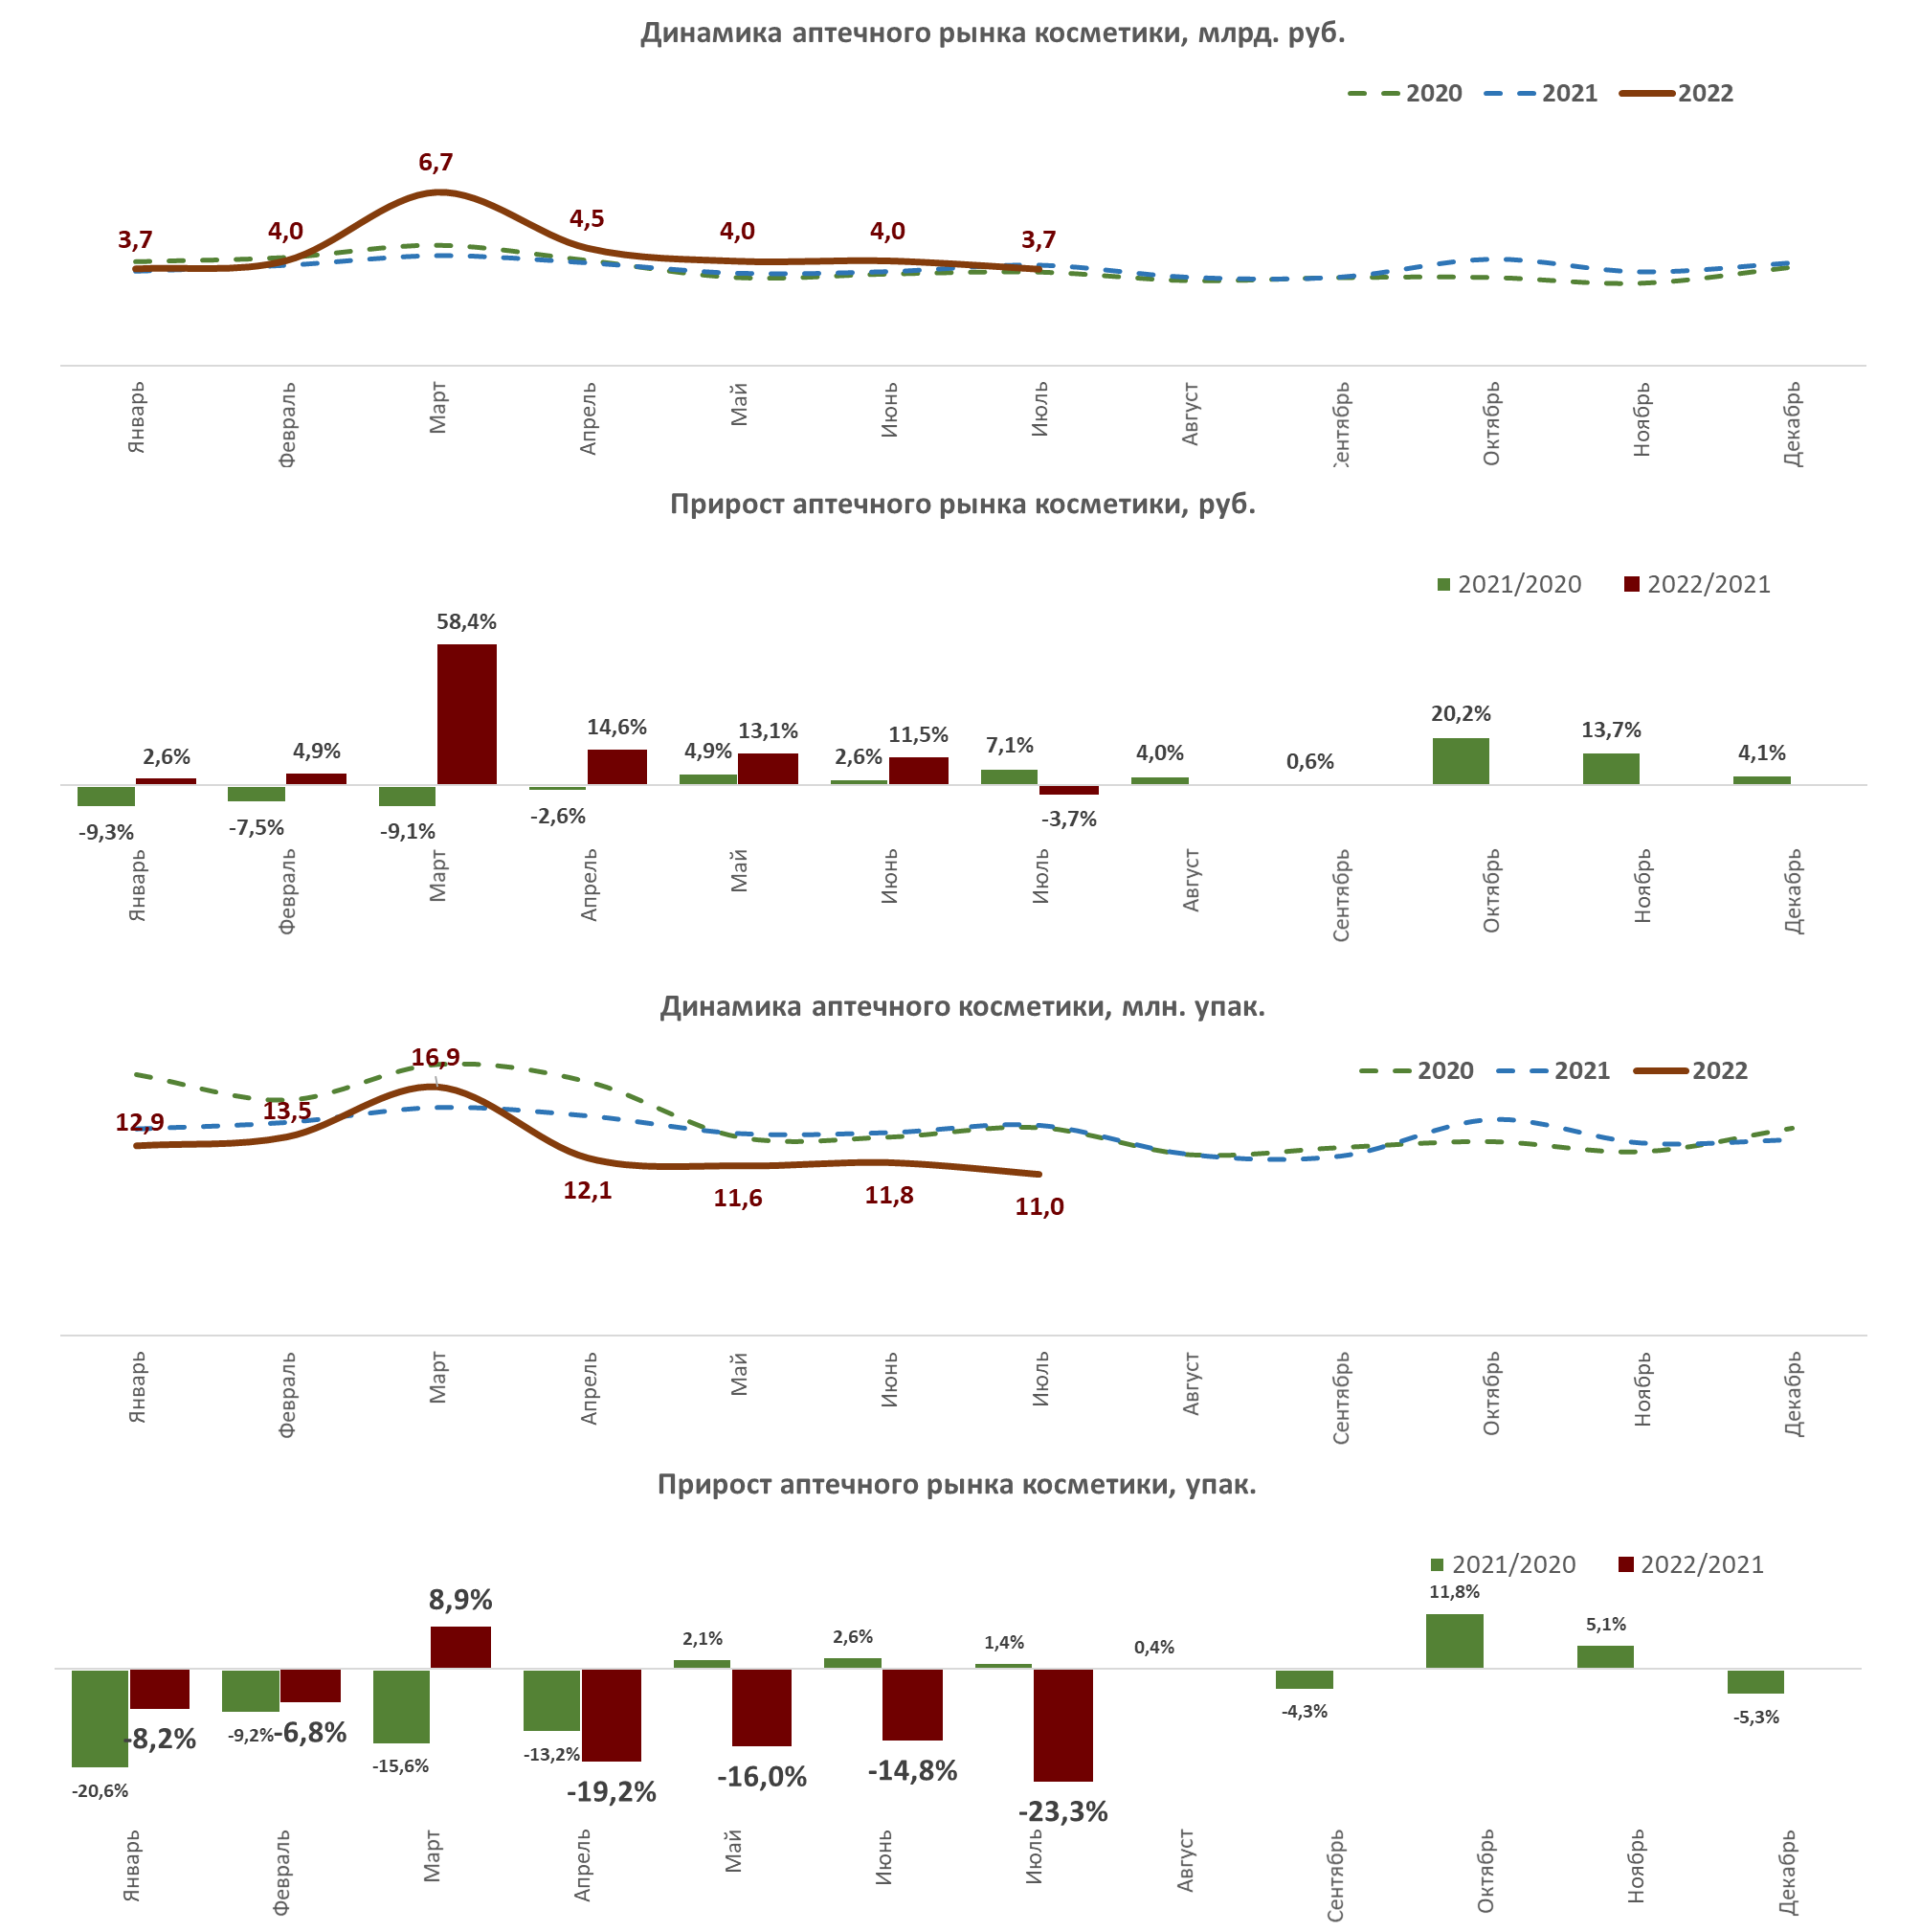 Динамика аптечного рынка косметики, млрд. руб.
2020 2021 2022
3,7 4,0 6,7 4,5 4,0 4,0 3,7
Январь Февраль Март Апрель Май Июнь Июль Август ентябрь Октябрь Ноябрь Декабрь
Прирост аптечного рынка косметики, руб.
2021/2020 2022/2021
-9,3% 2,6% -7,5% 4,9% -9,1% 58,4% -2,6% 14,6% 4,9% 13,1% 2,6% 11,5% 7,1% -3,7% 4,0% 0,6% 20,2% 13,7% 4,1%
Январь Февраль Март Апрель Май Июнь Июль Август Сентябрь Октябрь Ноябрь Декабрь
Динамика аптечного косметики, млн. упак.
2020 2021 2022
12,9 13,5 16,9 12,1 11,6 11,8 11,0
Январь Февраль Март Апрель Май Июнь Июль Август Сентябрь Октябрь Ноябрь Декабрь
Прирост аптечного рынка косметики, упак.
2021/2020 2022/2021
-20,6% -8,2% -9,2% -6,8% -15,6% 8,9% -13,2% -19,2% 2,1% -16,0% 2,6% -14,8% 1,4% -23,3% 0,4% -4,3% 11,8% 5,1% -5,3%
Январь Февраль Март Апрель Май Июнь Июль Август Сентябрь Октябрь Ноябрь Декабрь